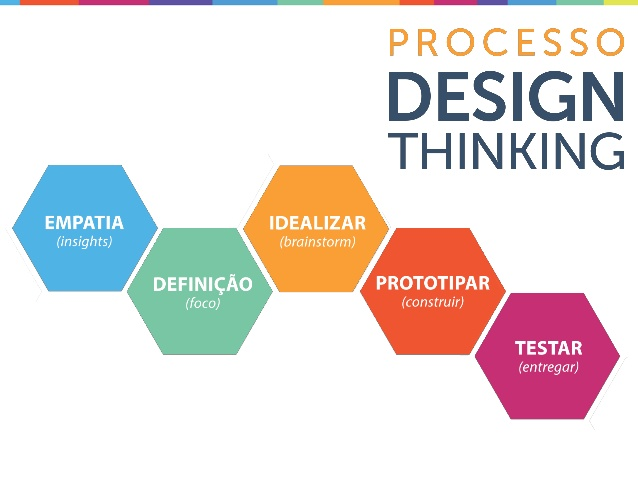 PROCESSO
DESIGN
THINKING
EMPATIA
(insights)
DEFINIÇÃO
(foco)
IDEALIZAR
(brainstorm)
PROTOTIPAR
(construir)
TESTAR
(entregar)